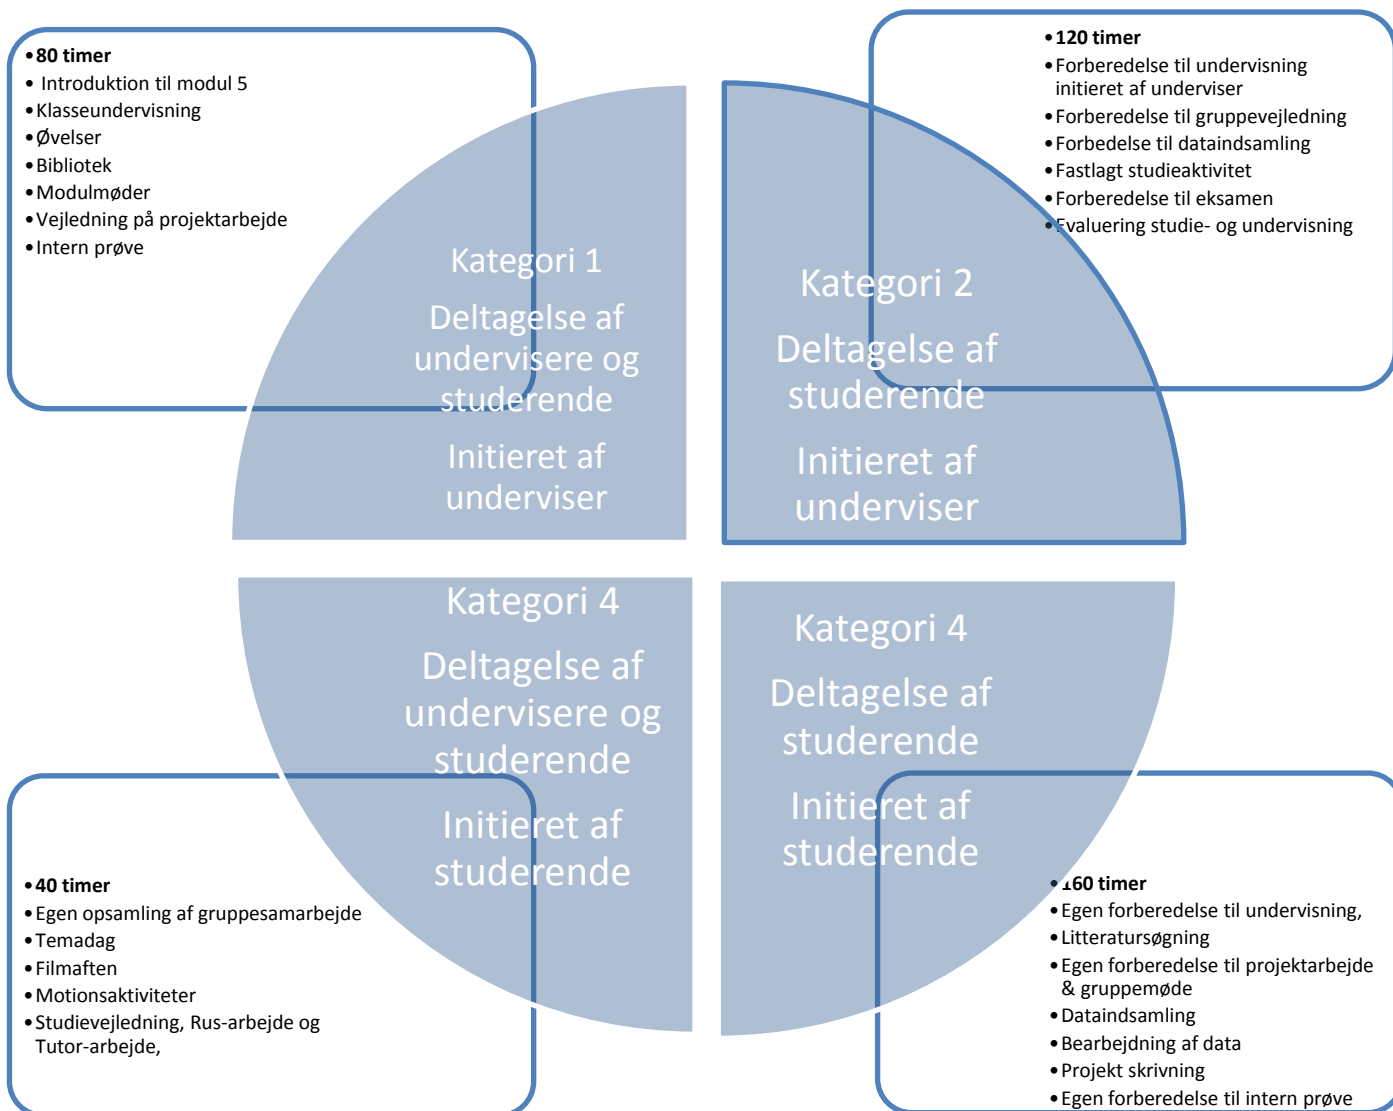 •80 timer
• Introduktion til modul 5
•Klasseundervisning
•Øvelser
•Bibliotek
•Modulmøder
•Vejledning på projektarbejde
•Intern prøve
•120 timer
•Forberedelse til undervisning
initieret af underviser
•Forberedelse til gruppevejledning
•Forbedelse til dataindsamling
•Fastlagt studieaktivitet
•Forberedelse til eksamen
•Evaluering studie- og undervisning
Kategori 1
Deltagelse af
undervisere og
studerende
Initieret af
underviser
Kategori 2
Deltagelse af
studerende
Initieret af
underviser
Kategori 4
Deltagelse af
undervisere og
studerende
Initieret af
studerende
Kategori 4
Deltagelse af
studerende
Initieret af
studerende
•40 timer
•Egen opsamling af gruppesamarbejde
•Temadag
•Filmaften
•Motionsaktiviteter
•Studievejledning, Rus-arbejde og
Tutor-arbejde,
•160 timer
•Egen forberedelse til undervisning,
•Litteratursøgning
•Egen forberedelse til projektarbejde
& gruppemøde
•Dataindsamling
•Bearbejdning af data
•Projekt skrivning
•Egen forberedelse til intern prøve